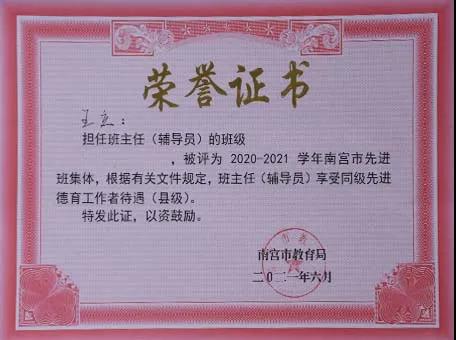 荣誉证书
担任班主任（辅导员）的班级
，被评为 2020-2021 学年南宫市先进
班集体，根据有关文件规定，班主任（辅导员）享受同级先进
德育工作者待遇（县级）。
特发此证，以资鼓励。
南宫市教育局
二〇二一年六月